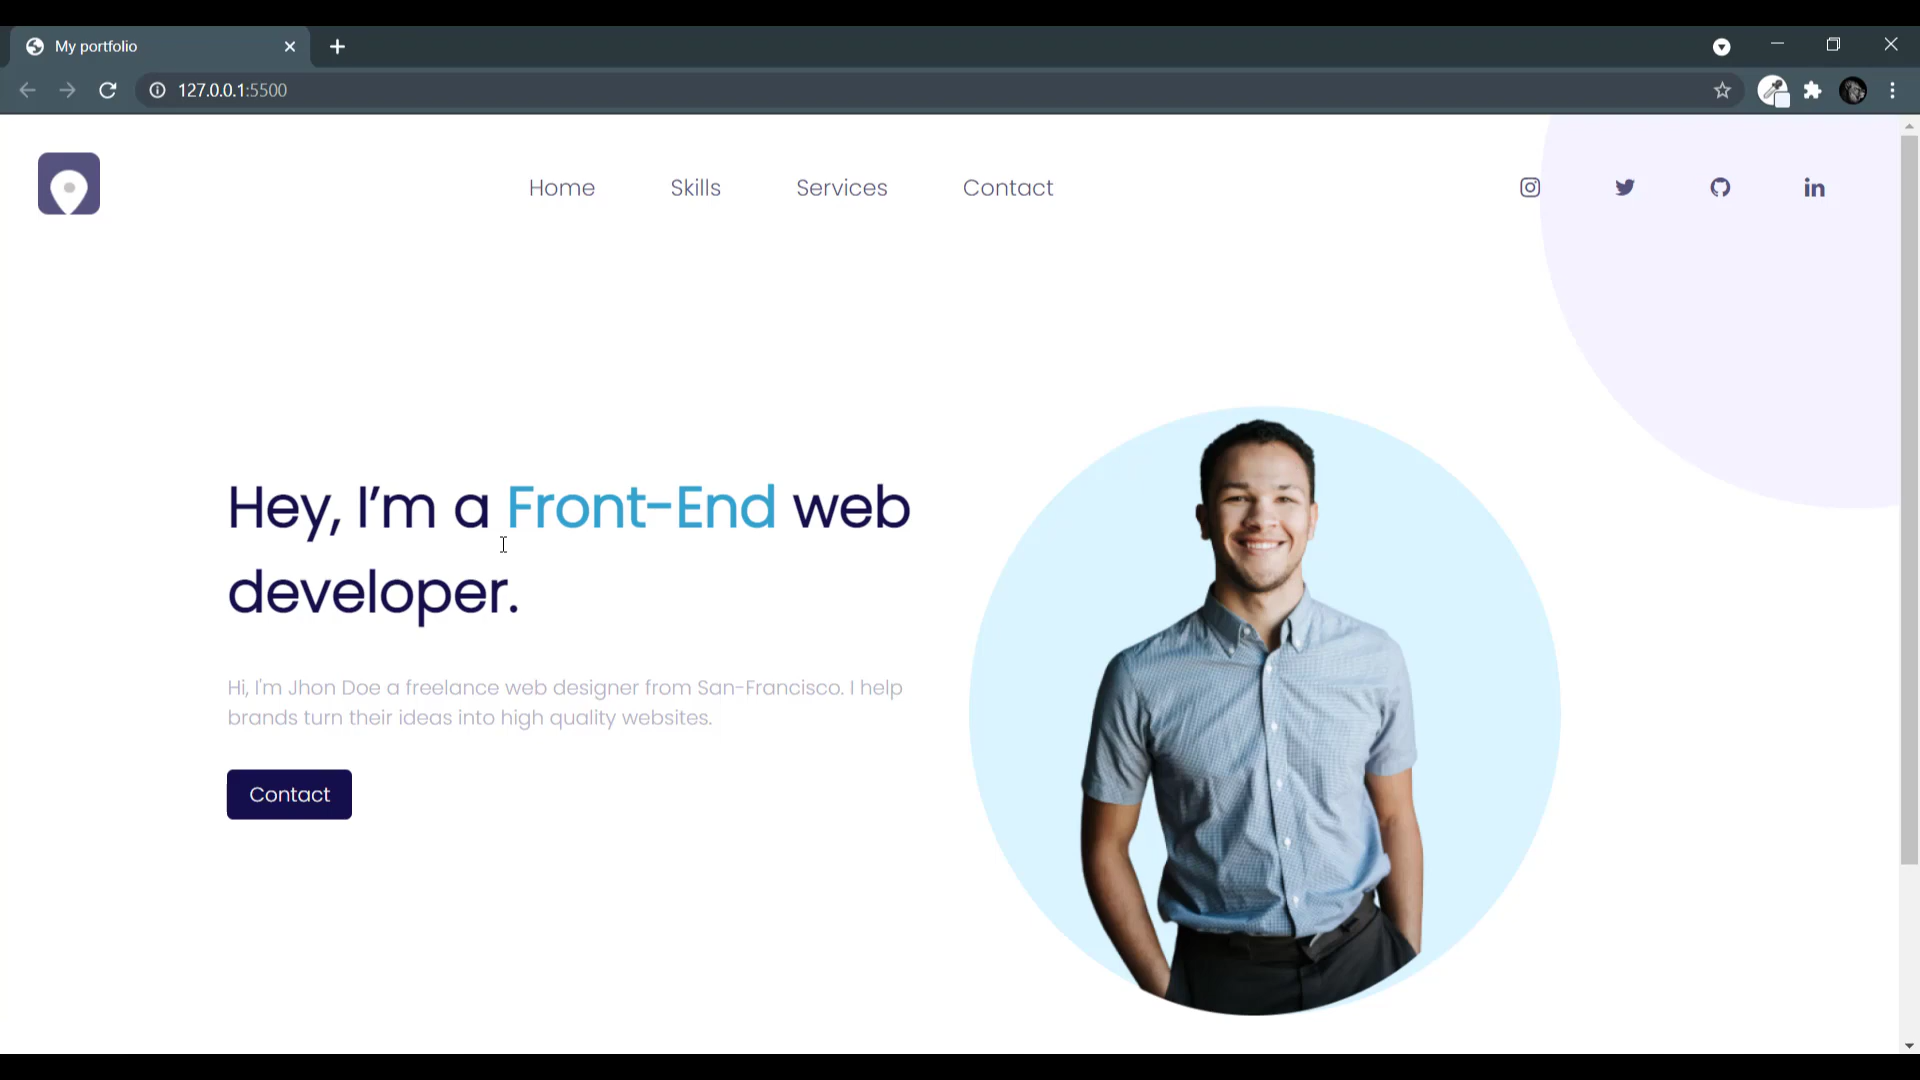 My portfolio
127.0.0.1:5500
Home Skills Services Contact
Hey, I’m a Front-End web
developer.
Hi, I'm Jhon Doe a freelance web designer from San-Francisco. I help
brands turn their ideas into high quality websites.
Contact